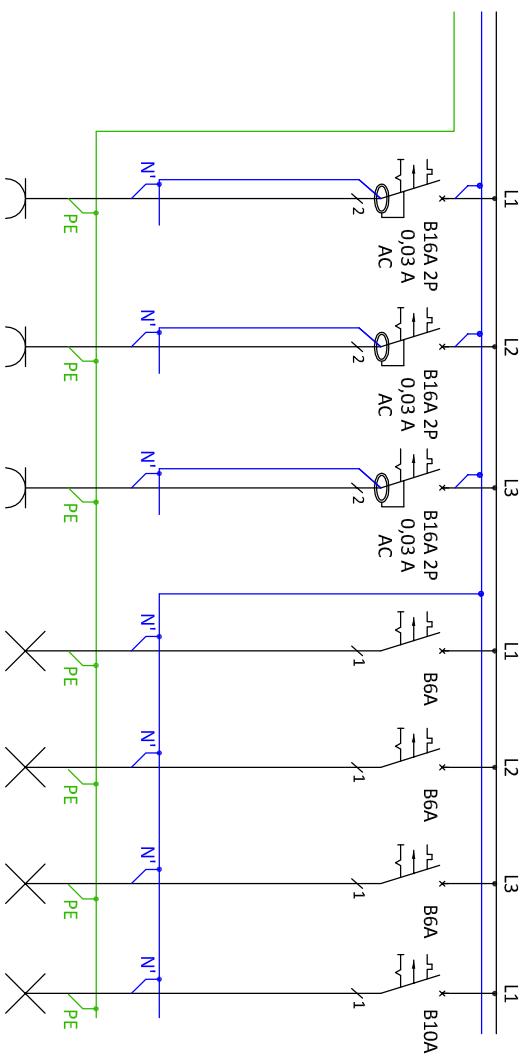 L1
B16A 2P
0,03 A
AC
2
N'
PE
L2
B16A 2P
0,03 A
AC
2
N'
PE
L3
B16A 2P
0,03 A
AC
2
N'
PE
L1
B6A
1
N'
PE
L2
B6A
1
N'
PE
L3
B6A
1
N'
PE
L1
B10A
1
N'
PE